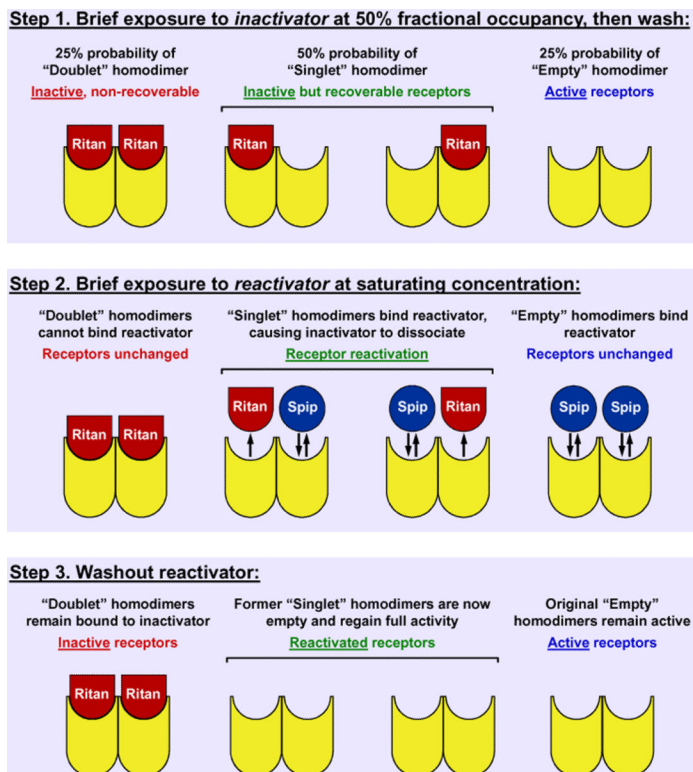 Step 1. Brief exposure to inactivator at 50% fractional occupancy, then wash:
25% probability of
“Doublet” homodimer
Inactive, non-recoverable
50% probability of
“Singlet” homodimer
Inactive but recoverable receptors
25% probability of
“Empty” homodimer
Active receptors
Ritan Ritan Ritan Ritan
Step 2. Brief exposure to reactivator at saturating concentration:
“Doublet” homodimers
cannot bind reactivator
Receptors unchanged
“Singlet” homodimers bind reactivator,
causing inactivator to dissociate
Receptor reactivation
“Empty” homodimers bind
reactivator
Receptors unchanged
Ritan Spip Spip Ritan Spip Spip
Ritan Ritan
Step 3. Washout reactivator:
“Doublet” homodimers
remain bound to inactivator
Inactive receptors
Former “Singlet” homodimers are now
empty and regain full activity
Reactivated receptors
Original “Empty”
homodimers remain active
Active receptors
Ritan Ritan